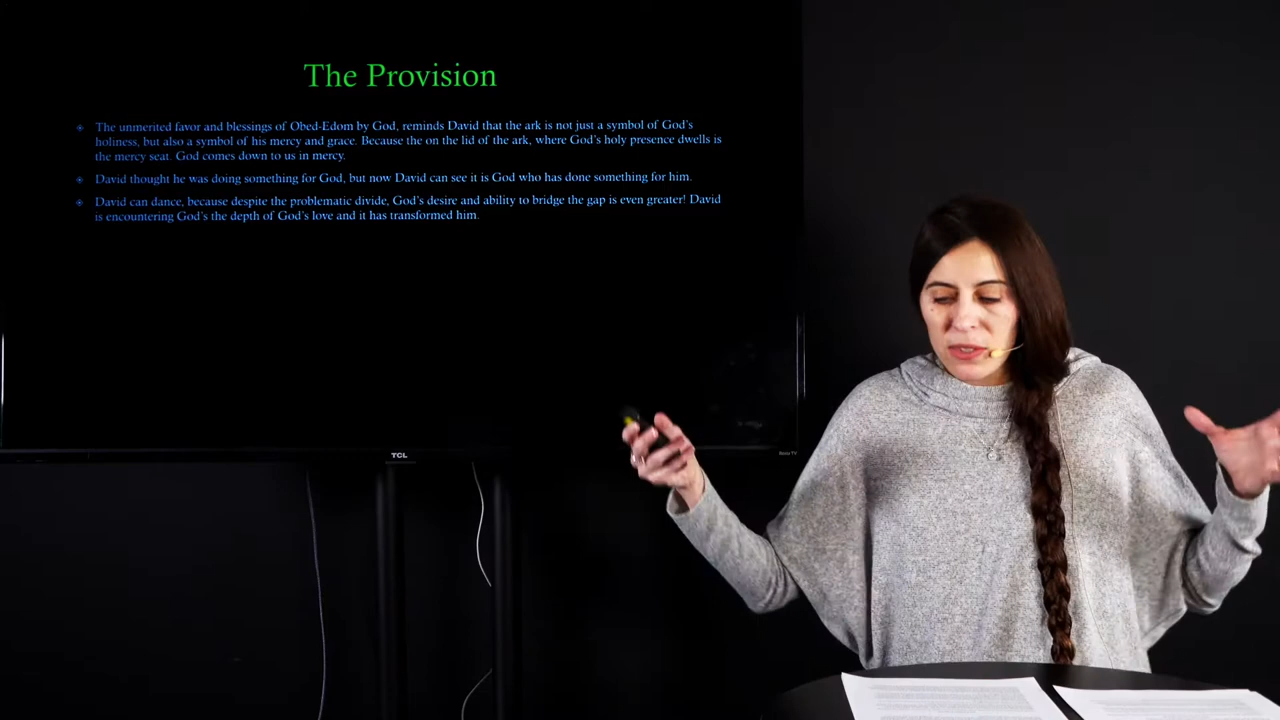 The Provision
The unmerited favor and blessings of Obed-Edom by God, reminds David that the ark is not just a symbol of God's
holiness, but also a symbol of his mercy and grace. Because the on the lid of the ark, where God's holy presence dwells is
the mercy seat. God comes down to us in mercy.
David thought he was doing something for God, but now David can see it is God who has done something for him.
David can dance, because despite the problematic divide, God's desire and ability to bridge the gap is even greater! David
is encountering God's the depth of God's love and it has transformed him.
TCL
Roku TV